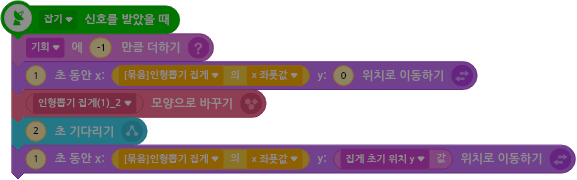 잡기 신호를 받았을 때
기회 에 -1 만큼 더하기 ?
1 초 동안 x: [묶음]인형뽑기 집게 의 x 좌푯값 y: 0 위치로 이동하기
인형뽑기 집게(1)_2 모양으로 바꾸기
2 초 기다리기
1 초 동안 x: [묶음]인형뽑기 집게 의 x 좌푯값 y: 집게 초기 위치 y 값 위치로 이동하기